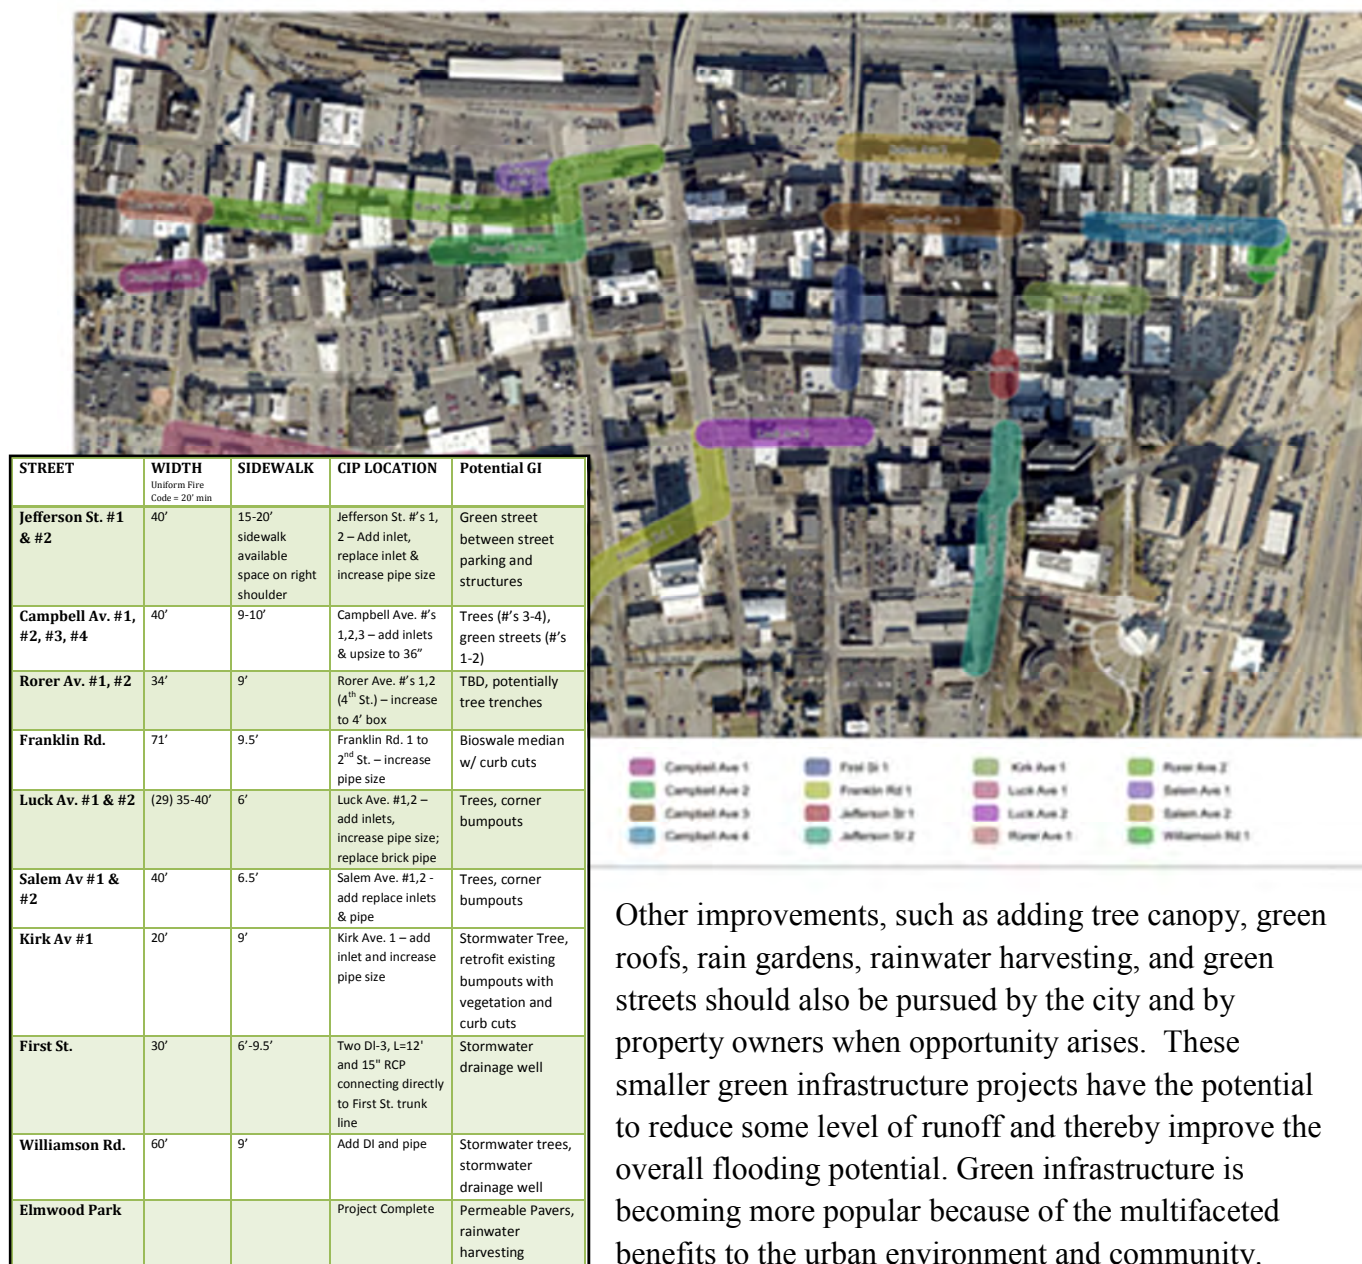 STREET WIDTH SIDEWALK CIP LOCATION Potential GI
Uniform Fire
Code = 20' min
Jefferson St. #1
& #2
40'
15-20'
sidewalk
available
space on right
shoulder
Jefferson St. #'s 1,
2 – Add inlet,
replace inlet &
increase pipe size
Green street
between street
parking and
structures
Campbell Av. #1,
#2, #3, #4
40'
9-10'
Campbell Ave. #'s
1,2,3 – add inlets
& upsize to 36"
Trees (#'s 3-4),
green streets (#'s
1-2)
Rorer Av. #1, #2
34'
9'
Rorer Ave. #'s 1,2
(4th St.) – increase
to 4' box
TBD, potentially
tree trenches
Franklin Rd.
71'
9.5'
Franklin Rd. 1 to
2nd St. – increase
pipe size
Bioswale median
w/ curb cuts
Luck Av. #1 & #2
(29) 35-40'
6'
Luck Ave. #1,2 –
add inlets,
increase pipe size;
replace brick pipe
Trees, corner
bumpouts
Salem Av #1 &
#2
40'
6.5'
Salem Ave. #1,2 -
add replace inlets
& pipe
Trees, corner
bumpouts
Kirk Av #1
20'
9'
Kirk Ave. 1 – add
inlet and increase
pipe size
Stormwater Tree,
retrofit existing
bumpouts with
vegetation and
curb cuts
First St.
30'
6'-9.5'
Two DI-3, L=12'
and 15" RCP
connecting directly
to First St. trunk
line
Stormwater
drainage well
Williamson Rd.
60'
9'
Add DI and pipe
Stormwater trees,
stormwater
drainage well
Elmwood Park
Project Complete
Permeable Pavers,
rainwater
harvesting
Campbell Ave 1
Campbell Ave 2
Campbell Ave 3
Campbell Ave 4
First St 1
Franklin Rd 1
Jefferson St 1
Jefferson St 2
Kirk Ave 1
Luck Ave 1
Luck Ave 2
Rorer Ave 1
Rorer Ave 2
Salem Ave 1
Salem Ave 2
Williamson Rd 1
Other improvements, such as adding tree canopy, green
roofs, rain gardens, rainwater harvesting, and green
streets should also be pursued by the city and by
property owners when opportunity arises.  These
smaller green infrastructure projects have the potential
to reduce some level of runoff and thereby improve the
overall flooding potential. Green infrastructure is
becoming more popular because of the multifaceted
benefits to the urban environment and community.